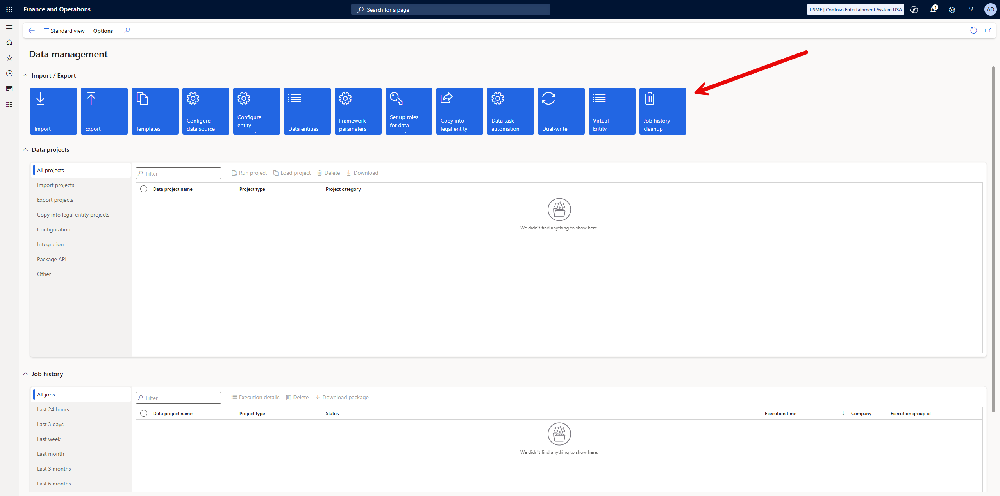 Finance and Operations
Search for a page
USMF | Contoso Entertainment System USA
1
?
AD
Standard view
Options
Data management
Import / Export
Import
Export
Templates
Configure
data source
Configure
entity
export to
Data entities
Framework
parameters
Set up roles
for data
projects
Copy into
legal entity
Data task
automation
Dual-write
Virtual
Entity
Job history
cleanup
Data projects
All projects
Import projects
Export projects
Copy into legal entity projects
Configuration
Integration
Package API
Other
Filter
Run project
Load project
Delete
Download
Data project name
Project type
Project category
We didn't find anything to show here.
Job history
All jobs
Last 24 hours
Last 3 days
Last week
Last month
Last 3 months
Last 6 months
Filter
Execution details
Delete
Download package
Data project name
Project type
Status
Execution time
Company
Execution group id
We didn't find anything to show here.